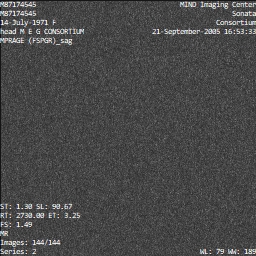 M87174545
M87174545
14-July-1971 F
head M E G CONSORTIUM
MPRAGE (FSPGR)_sag
MIND Imaging Center
Sonata
Consortium
21-September-2005 16:53:33
ST: 1.30 SL: 90.67
RT: 2730.00 ET: 3.25
FS: 1.49
MR
Images: 144/144
Series: 2
WL: 79 WW: 189